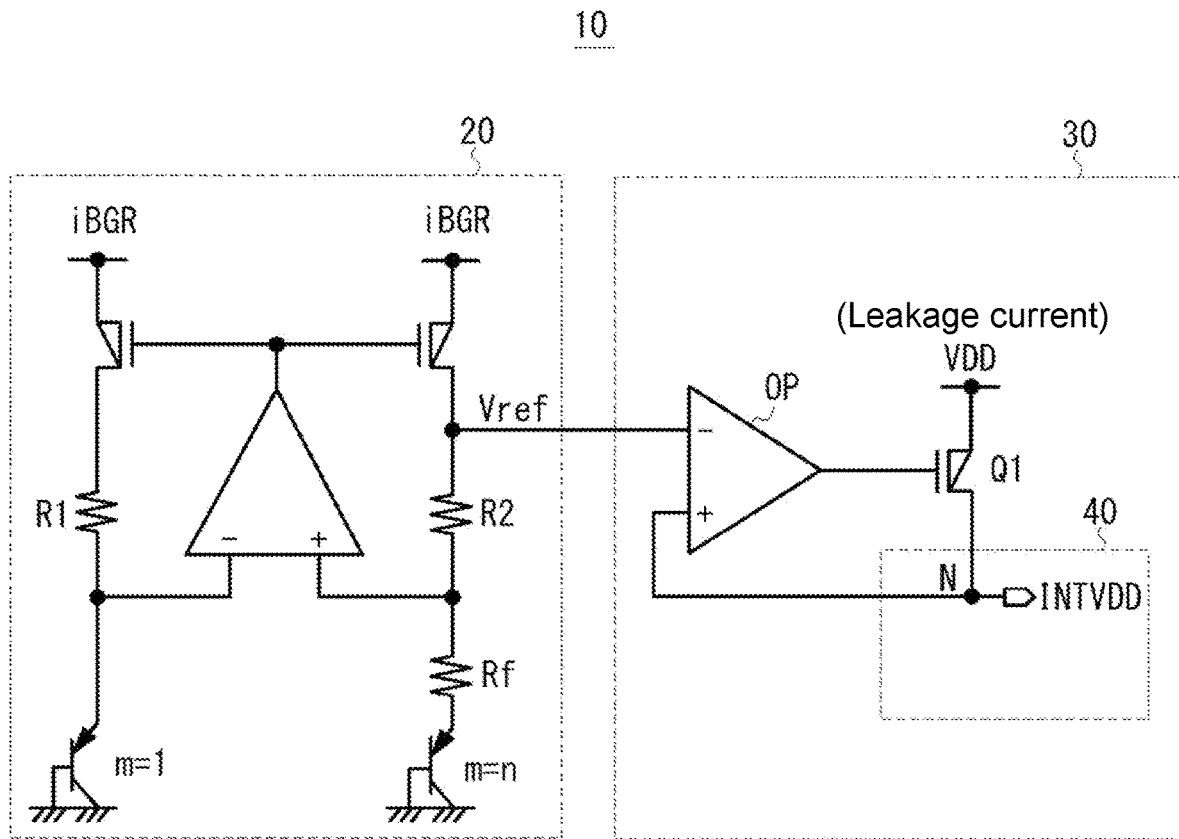 10
20
30
iBGR
iBGR
(Leakage current)
VDD
OP
Vref
-
Q1
R1
R2
+
40
- +
N
INTVDD
Rf
m=1
m=n